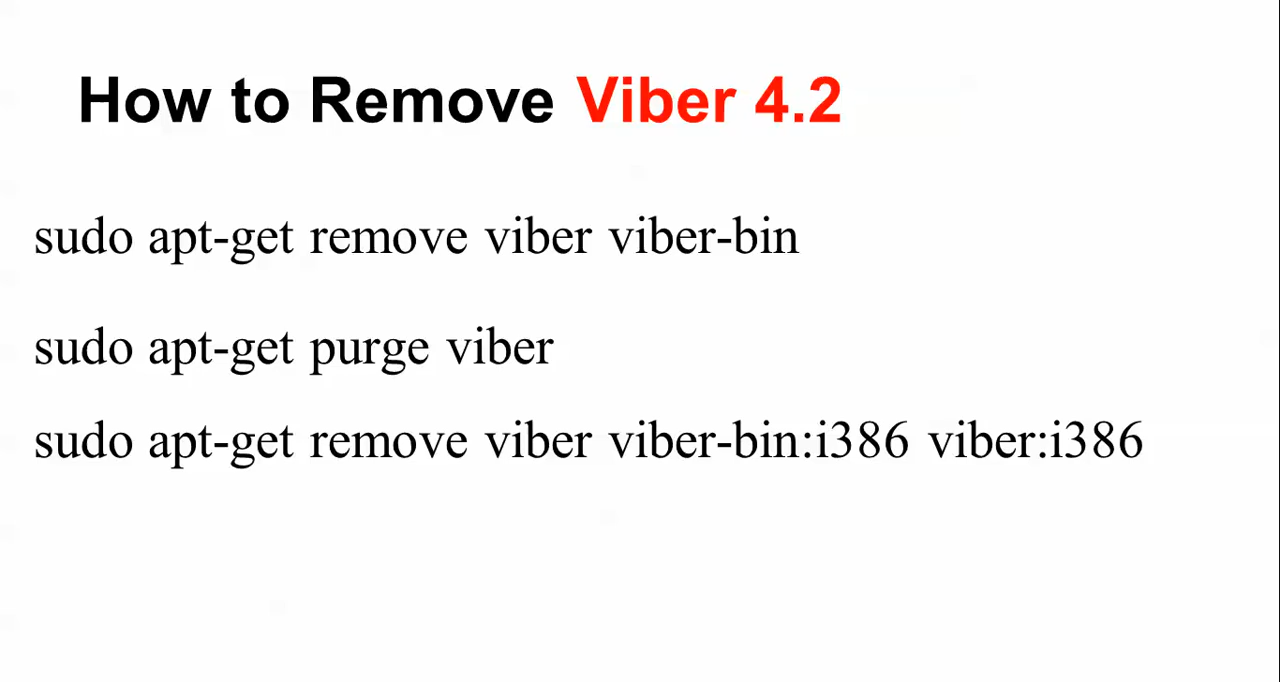 How to Remove Viber 4.2
sudo apt-get remove viber viber-bin
sudo apt-get purge viber
sudo apt-get remove viber viber-bin:i386 viber:i386